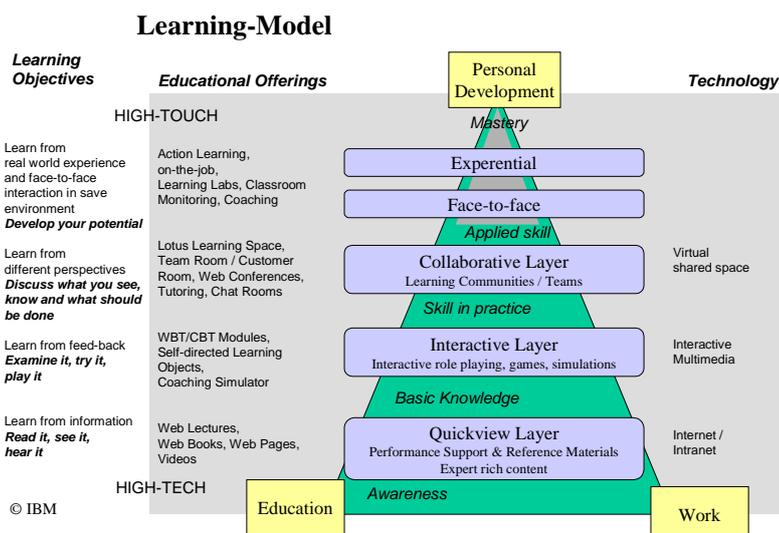 Learning-Model
Learning
Objectives
Educational Offerings
Personal
Development
Technology
HIGH-TOUCH
Mastery
Learn from
real world experience
and face-to-face
interaction in save
environment
Develop your potential
Action Learning,
on-the-job,
Learning Labs, Classroom
Monitoring, Coaching
Experential
Face-to-face
Applied skill
Learn from
different perspectives
Discuss what you see,
know and what should
be done
Lotus Learning Space,
Team Room / Customer
Room, Web Conferences,
Tutoring, Chat Rooms
Collaborative Layer
Learning Communities / Teams
Virtual
shared space
Skill in practice
Learn from feed-back
Examine it, try it,
play it
WBT/CBT Modules,
Self-directed Learning
Objects,
Coaching Simulator
Interactive Layer
Interactive role playing, games, simulations
Interactive
Multimedia
Basic Knowledge
Learn from information
Read it, see it,
hear it
Web Lectures,
Web Books, Web Pages,
Videos
Quickview Layer
Performance Support & Reference Materials
Expert rich content
Internet /
Intranet
HIGH-TECH
Awareness
© IBM
Education
Work